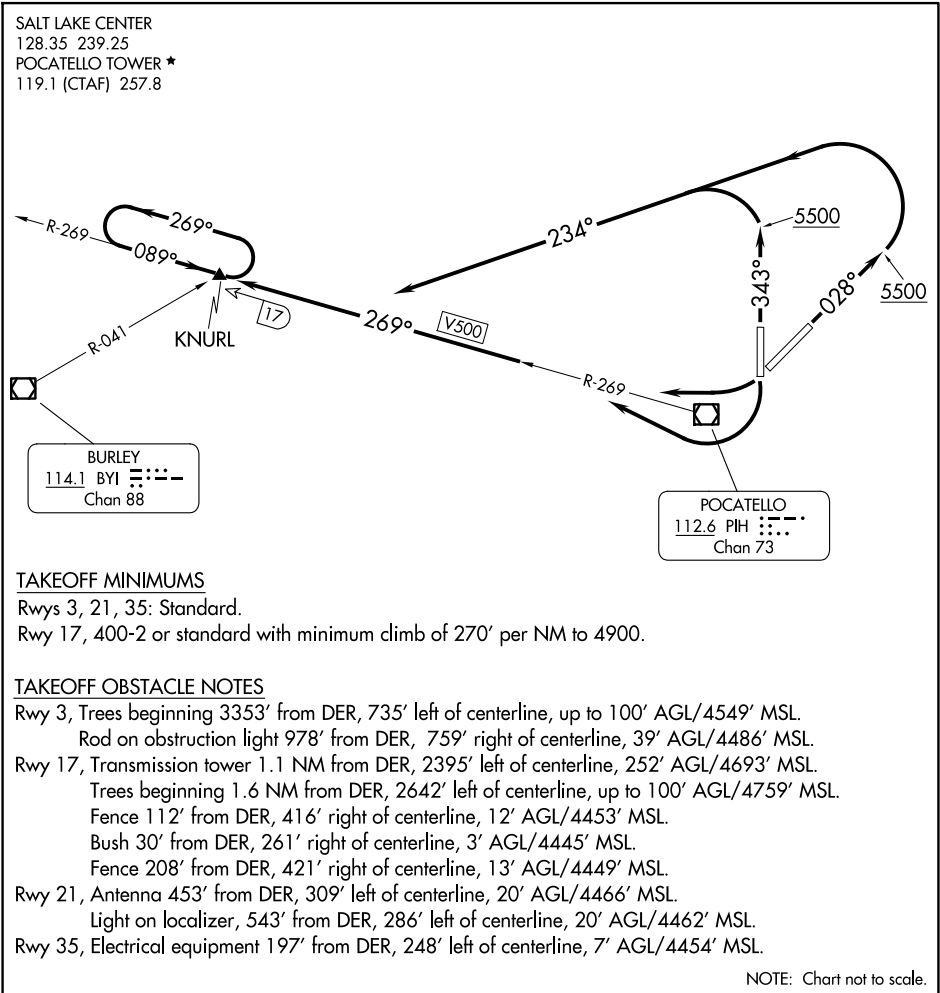 SALT LAKE CENTER
128.35 239.25
POCATELLO TOWER ★
119.1 (CTAF) 257.8
5500
269°
R-269
234°
089°
343°
028°
5500
17
V500
R-041
KNURL
269°
R-269
BURLEY
114.1 BYI
Chan 88
POCATELLO
112.6 PIH
Chan 73
TAKEOFF MINIMUMS
Rwys 3, 21, 35: Standard.
Rwy 17, 400-2 or standard with minimum climb of 270' per NM to 4900.
TAKEOFF OBSTACLE NOTES
Rwy 3, Trees beginning 3353' from DER, 735' left of centerline, up to 100' AGL/4549' MSL.
Rod on obstruction light 978' from DER, 759' right of centerline, 39' AGL/4486' MSL.
Rwy 17, Transmission tower 1.1 NM from DER, 2395' left of centerline, 252' AGL/4693' MSL.
Trees beginning 1.6 NM from DER, 2642' left of centerline, up to 100' AGL/4759' MSL.
Fence 112' from DER, 416' right of centerline, 12' AGL/4453' MSL.
Bush 30' from DER, 261' right of centerline, 3' AGL/4445' MSL.
Fence 208' from DER, 421' right of centerline, 13' AGL/4449' MSL.
Rwy 21, Antenna 453' from DER, 309' left of centerline, 20' AGL/4466' MSL.
Light on localizer, 543' from DER, 286' left of centerline, 20' AGL/4462' MSL.
Rwy 35, Electrical equipment 197' from DER, 248' left of centerline, 7' AGL/4454' MSL.
NOTE: Chart not to scale.